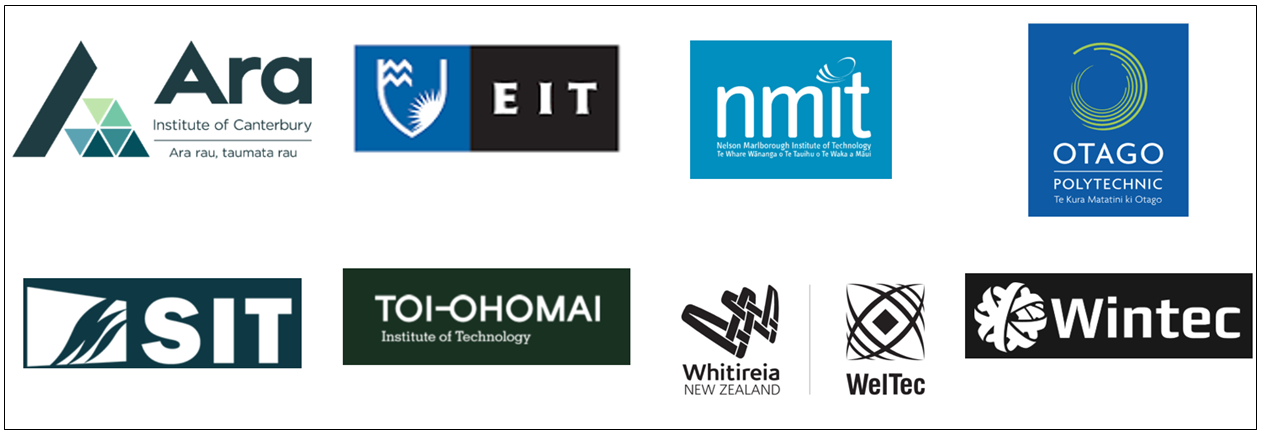 Ara
Institute of Canterbury
Ara rau, taumata rau
EIT
nmit
Nelson Marlborough Institute of Technology
Te Whare Wānanga o Te Tauihu o Te Waka a Māui
OTAGO
POLYTECHNIC
Te Kura Matatini ki Otago
SIT
TOI-OHOMAI
Institute of Technology
Whitireia
NEW ZEALAND
WelTec
Wintec